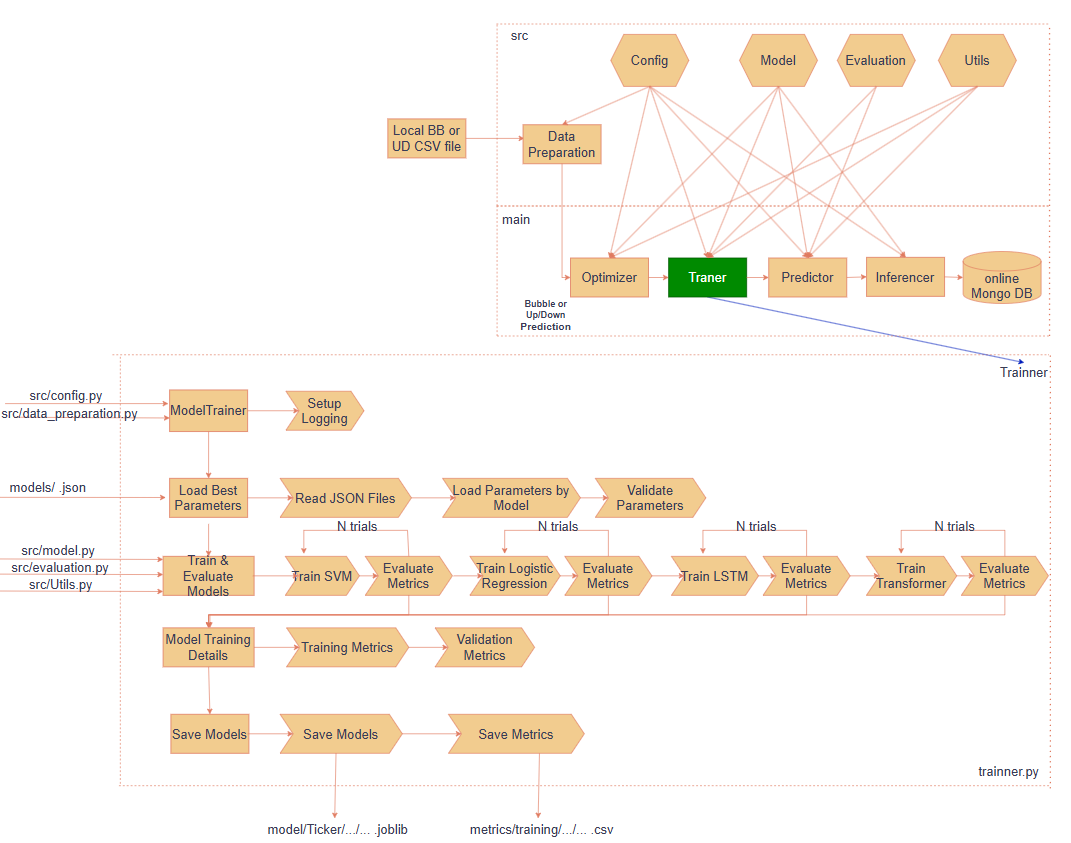 src
Config
Model
Evaluation
Utils
Local BB or
UD CSV file
Data
Preparation
main
Optimizer
Traner
Predictor
Inferencer
online
Mongo DB
Bubble or
Up/Down
Prediction
Trainner
src/config.py
src/data_preparation.py
ModelTrainer
Setup
Logging
models/ .json
Load Best
Parameters
Read JSON Files
Load Parameters by
Model
Validate
Parameters
N trials
N trials
N trials
N trials
src/model.py
src/evaluation.py
src/Utils.py
Train &
Evaluate
Models
Train SVM
Evaluate
Metrics
Train Logistic
Regression
Evaluate
Metrics
Train LSTM
Evaluate
Metrics
Train
Transformer
Evaluate
Metrics
Model Training
Details
Training Metrics
Validation
Metrics
Save Models
Save Models
Save Metrics
trainner.py
model/Ticker/.../... .joblib
metrics/training/.../... .csv